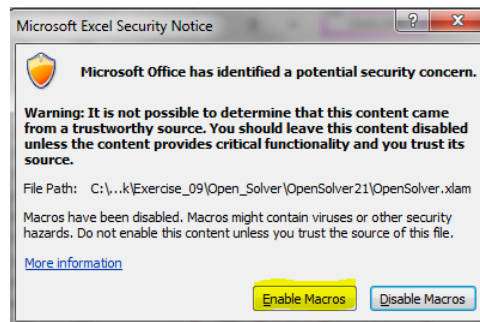 Microsoft Excel Security Notice
Microsoft Office has identified a potential security concern.
Warning: It is not possible to determine that this content came
from a trustworthy source. You should leave this content disabled
unless the content provides critical functionality and you trust its
source.
File Path: C:\...k\Exercise_09\Open_Solver\OpenSolver21\OpenSolver.xlam
Macros have been disabled. Macros might contain viruses or other security
hazards. Do not enable this content unless you trust the source of this file.
More information
Enable Macros Disable Macros